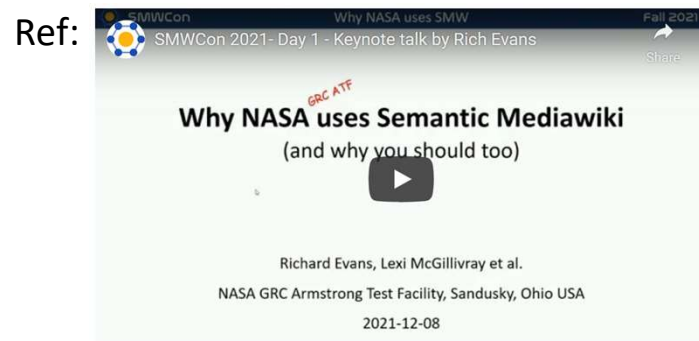 Ref:
SMWCon Why NASA uses SMW Fall 2021
SMWCon 2021- Day 1 - Keynote talk by Rich Evans
Share
GRC ATF
Why NASA uses Semantic Mediawiki
(and why you should too)
Richard Evans, Lexi McGillivray et al.
NASA GRC Armstrong Test Facility, Sandusky, Ohio USA
2021-12-08